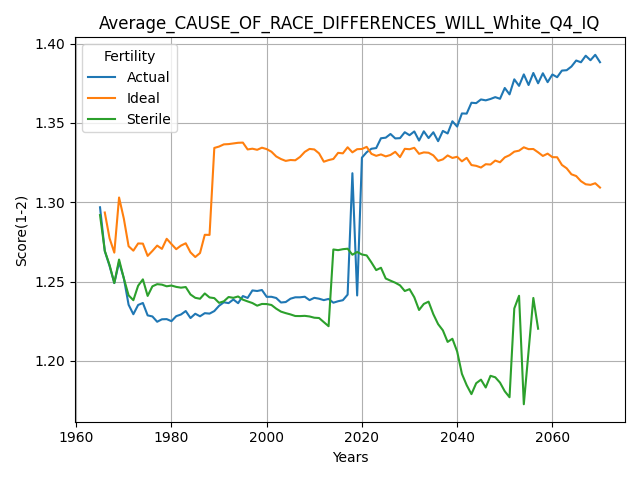 Average_CAUSE_OF_RACE_DIFFERENCES_WILL_White_Q4_IQ
Fertility
Actual
Ideal
Sterile
Score(1-2)
1.40
1.35
1.30
1.25
1.20
1960
1980
2000
2020
2040
2060
Years